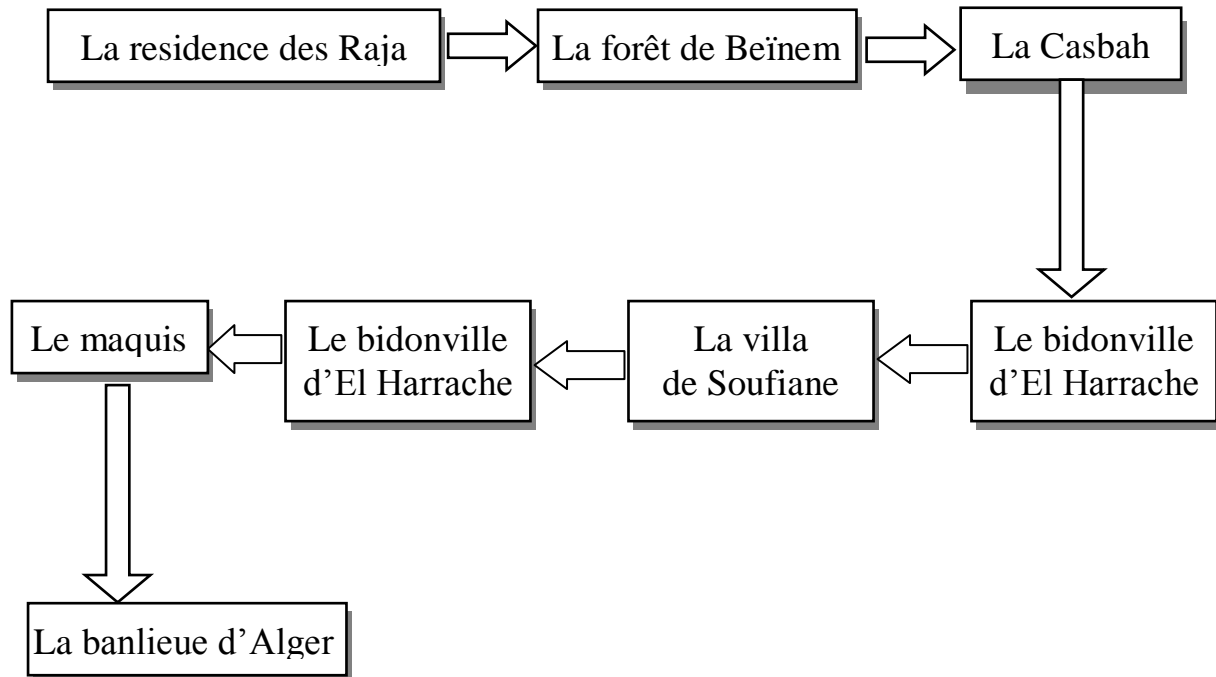 La residence des Raja
La forêt de Beïnem
La Casbah
Le bidonville
d’El Harrache
La villa
de Soufiane
Le bidonville
d’El Harrache
Le maquis
La banlieue d’Alger